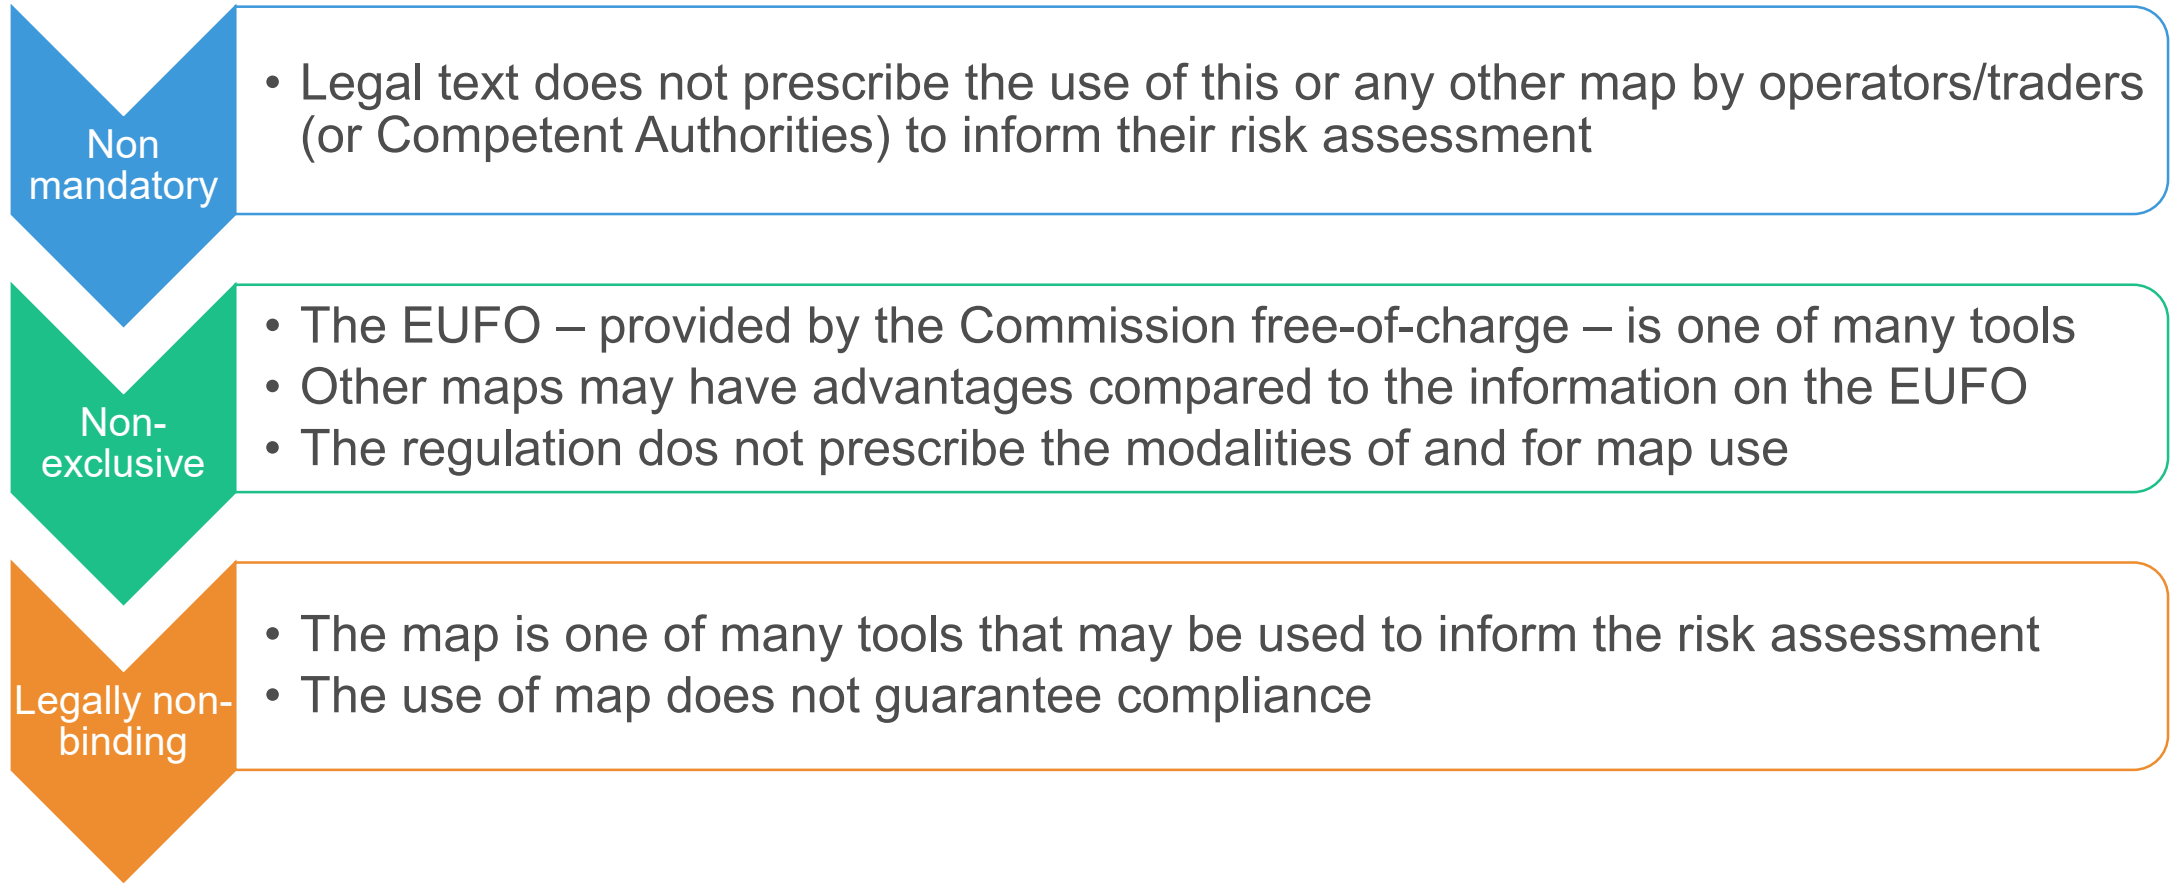 Non
mandatory
• Legal text does not prescribe the use of this or any other map by operators/traders
(or Competent Authorities) to inform their risk assessment
Non-
exclusive
• The EUFO – provided by the Commission free-of-charge – is one of many tools
• Other maps may have advantages compared to the information on the EUFO
• The regulation dos not prescribe the modalities of and for map use
Legally non-
binding
• The map is one of many tools that may be used to inform the risk assessment
• The use of map does not guarantee compliance